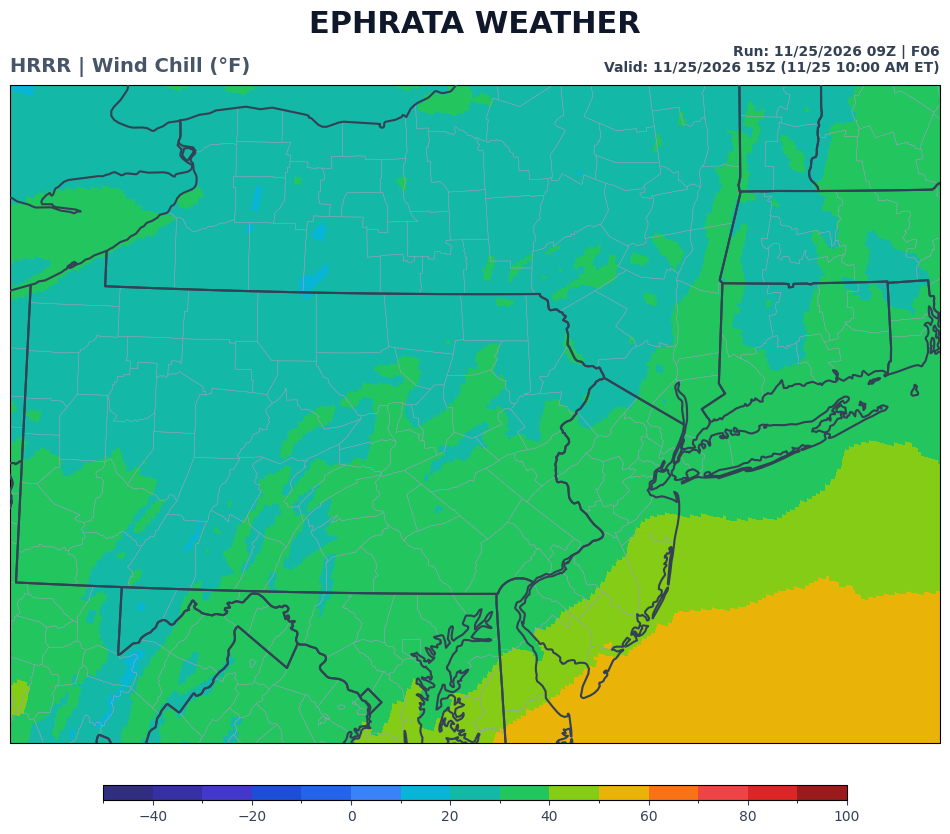 EPHRATA WEATHER
HRRR | Wind Chill (°F)
Run: 11/25/2026 09Z | F06
Valid: 11/25/2026 15Z (11/25 10:00 AM ET)
−40 −20 0 20 40 60 80 100